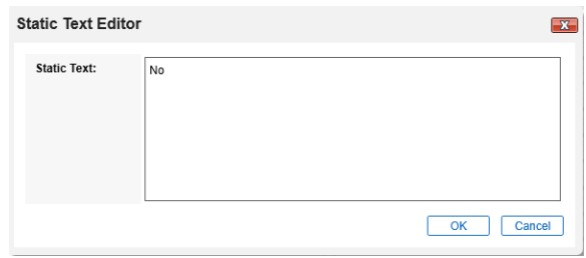 Static Text Editor
X
Static Text:
No
OK
Cancel